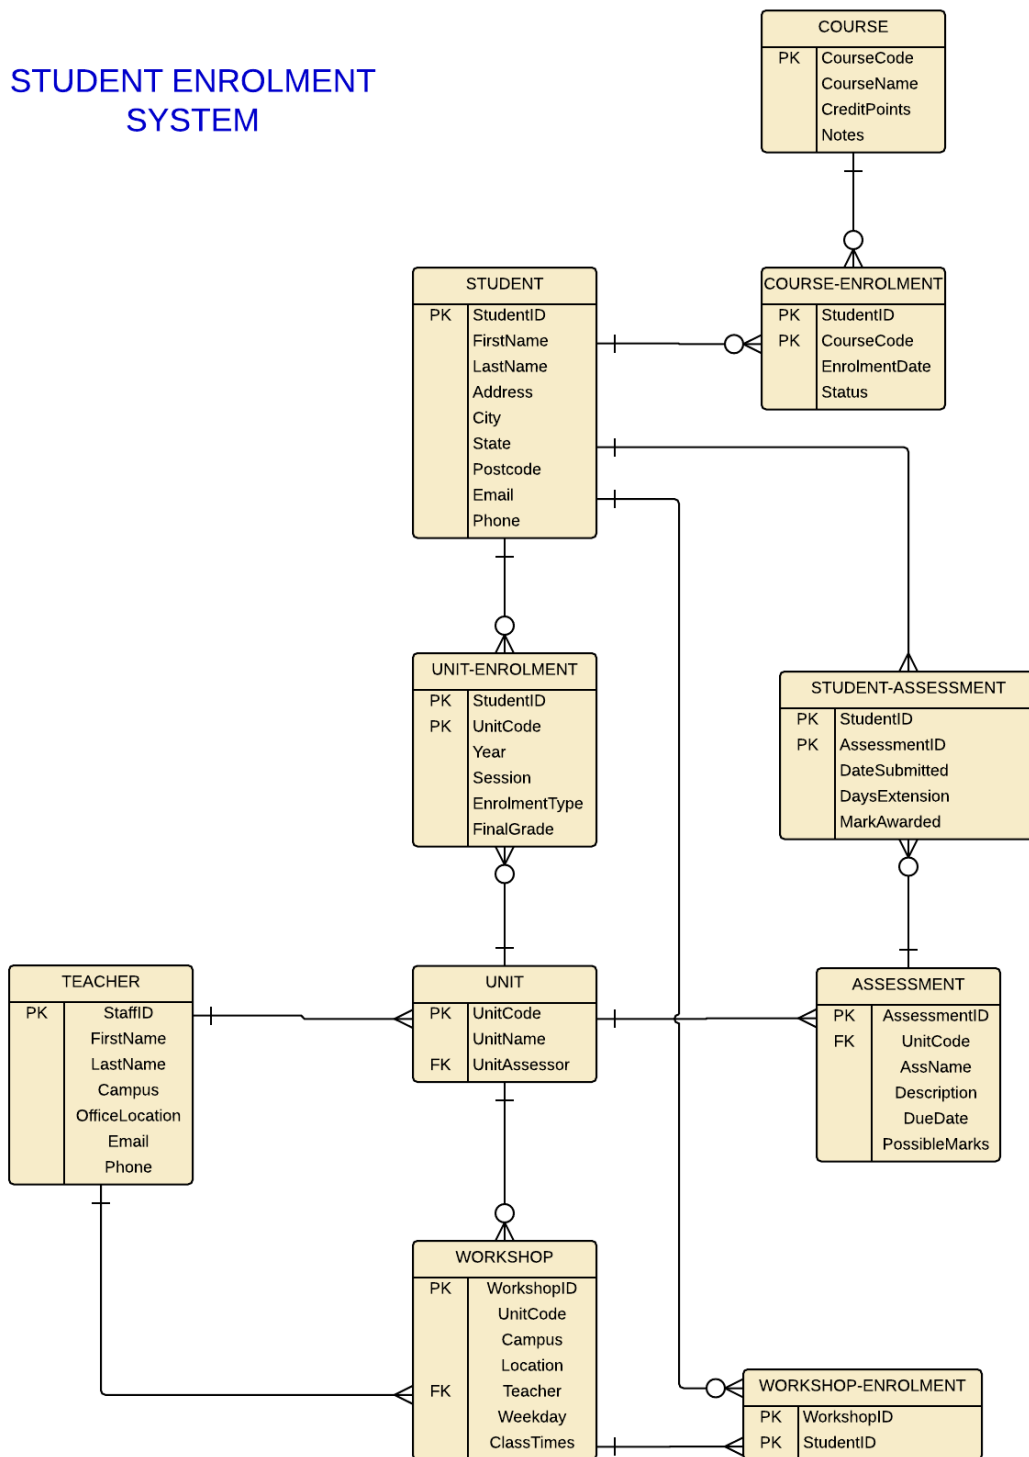 STUDENT ENROLMENT
SYSTEM
COURSE
PK CourseCode
CourseName
CreditPoints
Notes
STUDENT
PK StudentID
FirstName
LastName
Address
City
State
Postcode
Email
Phone
COURSE-ENROLMENT
PK StudentID
PK CourseCode
EnrolmentDate
Status
UNIT-ENROLMENT
PK StudentID
PK UnitCode
Year
Session
EnrolmentType
FinalGrade
STUDENT-ASSESSMENT
PK StudentID
PK AssessmentID
DateSubmitted
DaysExtension
MarkAwarded
TEACHER
PK StaffID
FirstName
LastName
Campus
OfficeLocation
Email
Phone
UNIT
PK UnitCode
UnitName
FK UnitAssessor
ASSESSMENT
PK AssessmentID
FK UnitCode
AssName
Description
DueDate
PossibleMarks
WORKSHOP
PK WorkshopID
UnitCode
Campus
Location
FK Teacher
Weekday
ClassTimes
WORKSHOP-ENROLMENT
PK WorkshopID
PK StudentID